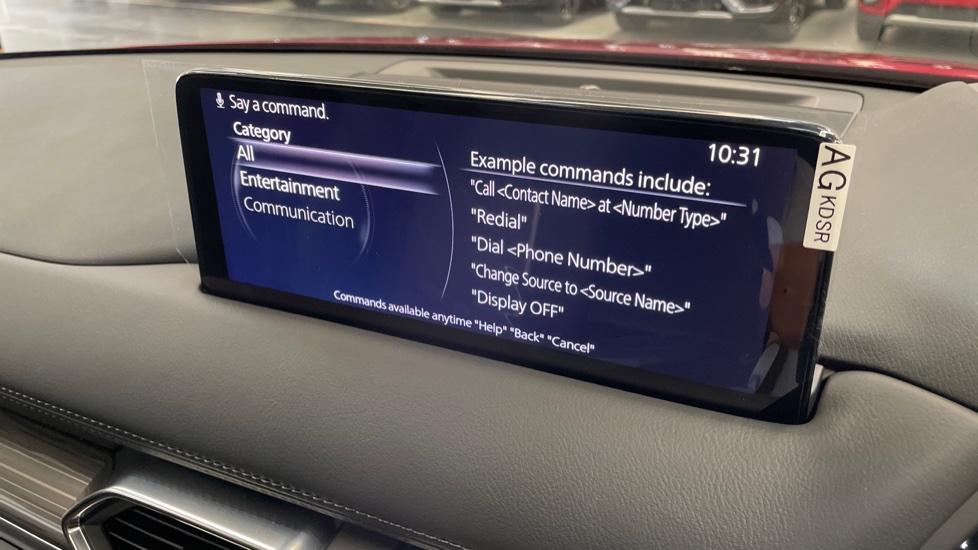 Say a command.
Category
All
Entertainment
Communication
10:31
Example commands include:
"Call <Contact Name> at <Number Type>"
"Redial"
"Dial <Phone Number>"
"Change Source to <Source Name>"
"Display OFF"
Commands available anytime "Help" "Back" "Cancel"
AG KDSR